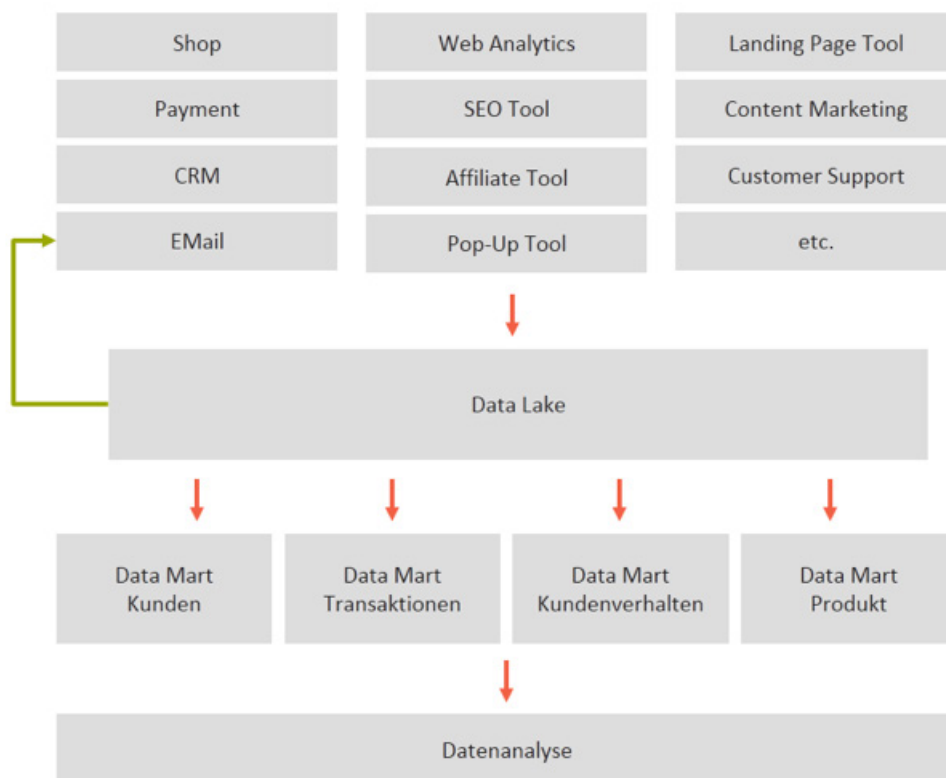 Shop
Web Analytics
Landing Page Tool
Payment
SEO Tool
Content Marketing
CRM
Affiliate Tool
Customer Support
EMail
Pop-Up Tool
etc.
Data Lake
Data Mart
Kunden
Data Mart
Transaktionen
Data Mart
Kundenverhalten
Data Mart
Produkt
Datenanalyse